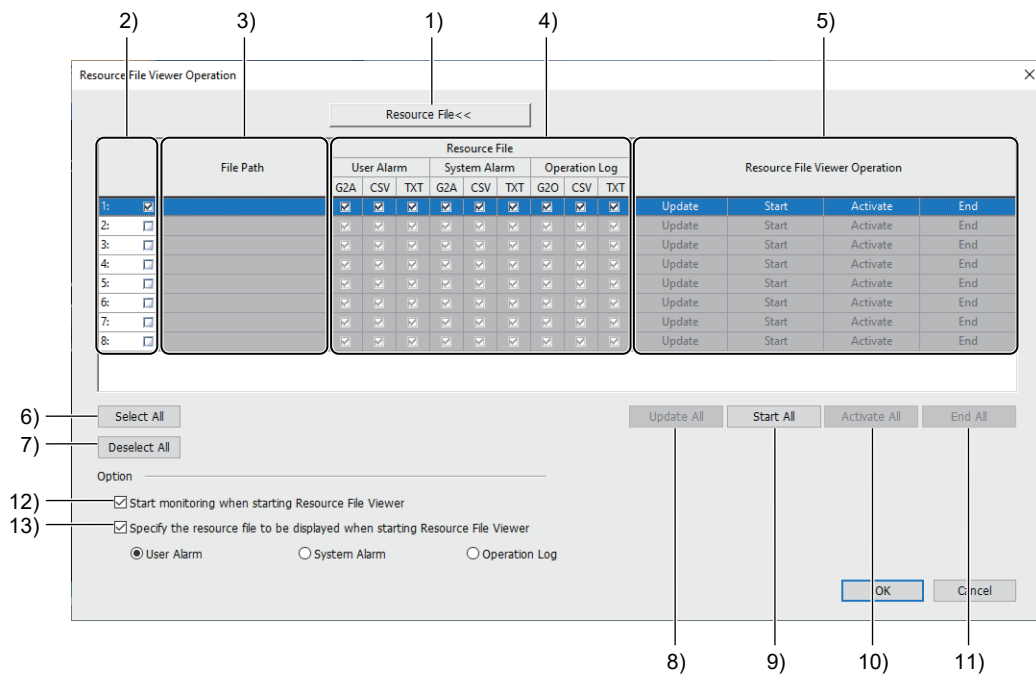 2) 3) 1) 4) 5)
Resource File Viewer Operation
Resource File<<
File Path Resource File Resource File Viewer Operation
User Alarm System Alarm Operation Log
G2A CSV TXT G2A CSV TXT G2O CSV TXT
1: Update Start Activate End
2: Update Start Activate End
3: Update Start Activate End
4: Update Start Activate End
5: Update Start Activate End
6: Update Start Activate End
7: Update Start Activate End
8: Update Start Activate End
6) Select All Update All Start All Activate All End All
7) Deselect All
Option
12) Start monitoring when starting Resource File Viewer
13) Specify the resource file to be displayed when starting Resource File Viewer
User Alarm System Alarm Operation Log
OK Cancel
8) 9) 10) 11)